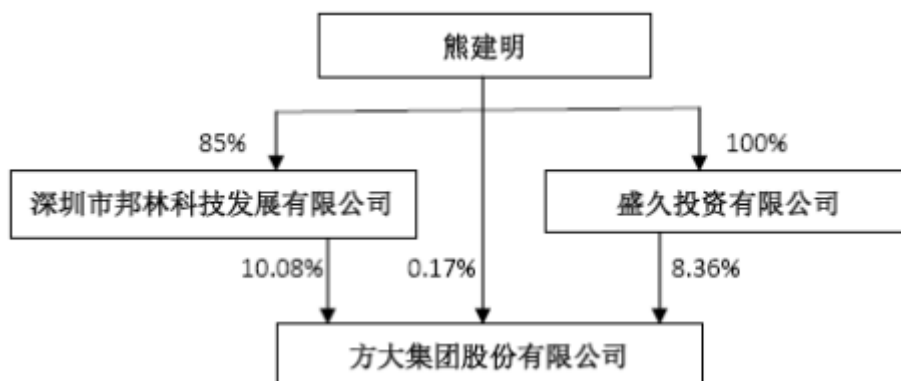 熊建明
85%
100%
深圳市邦林科技发展有限公司
盛久投资有限公司
10.08%
0.17%
8.36%
方大集团股份有限公司